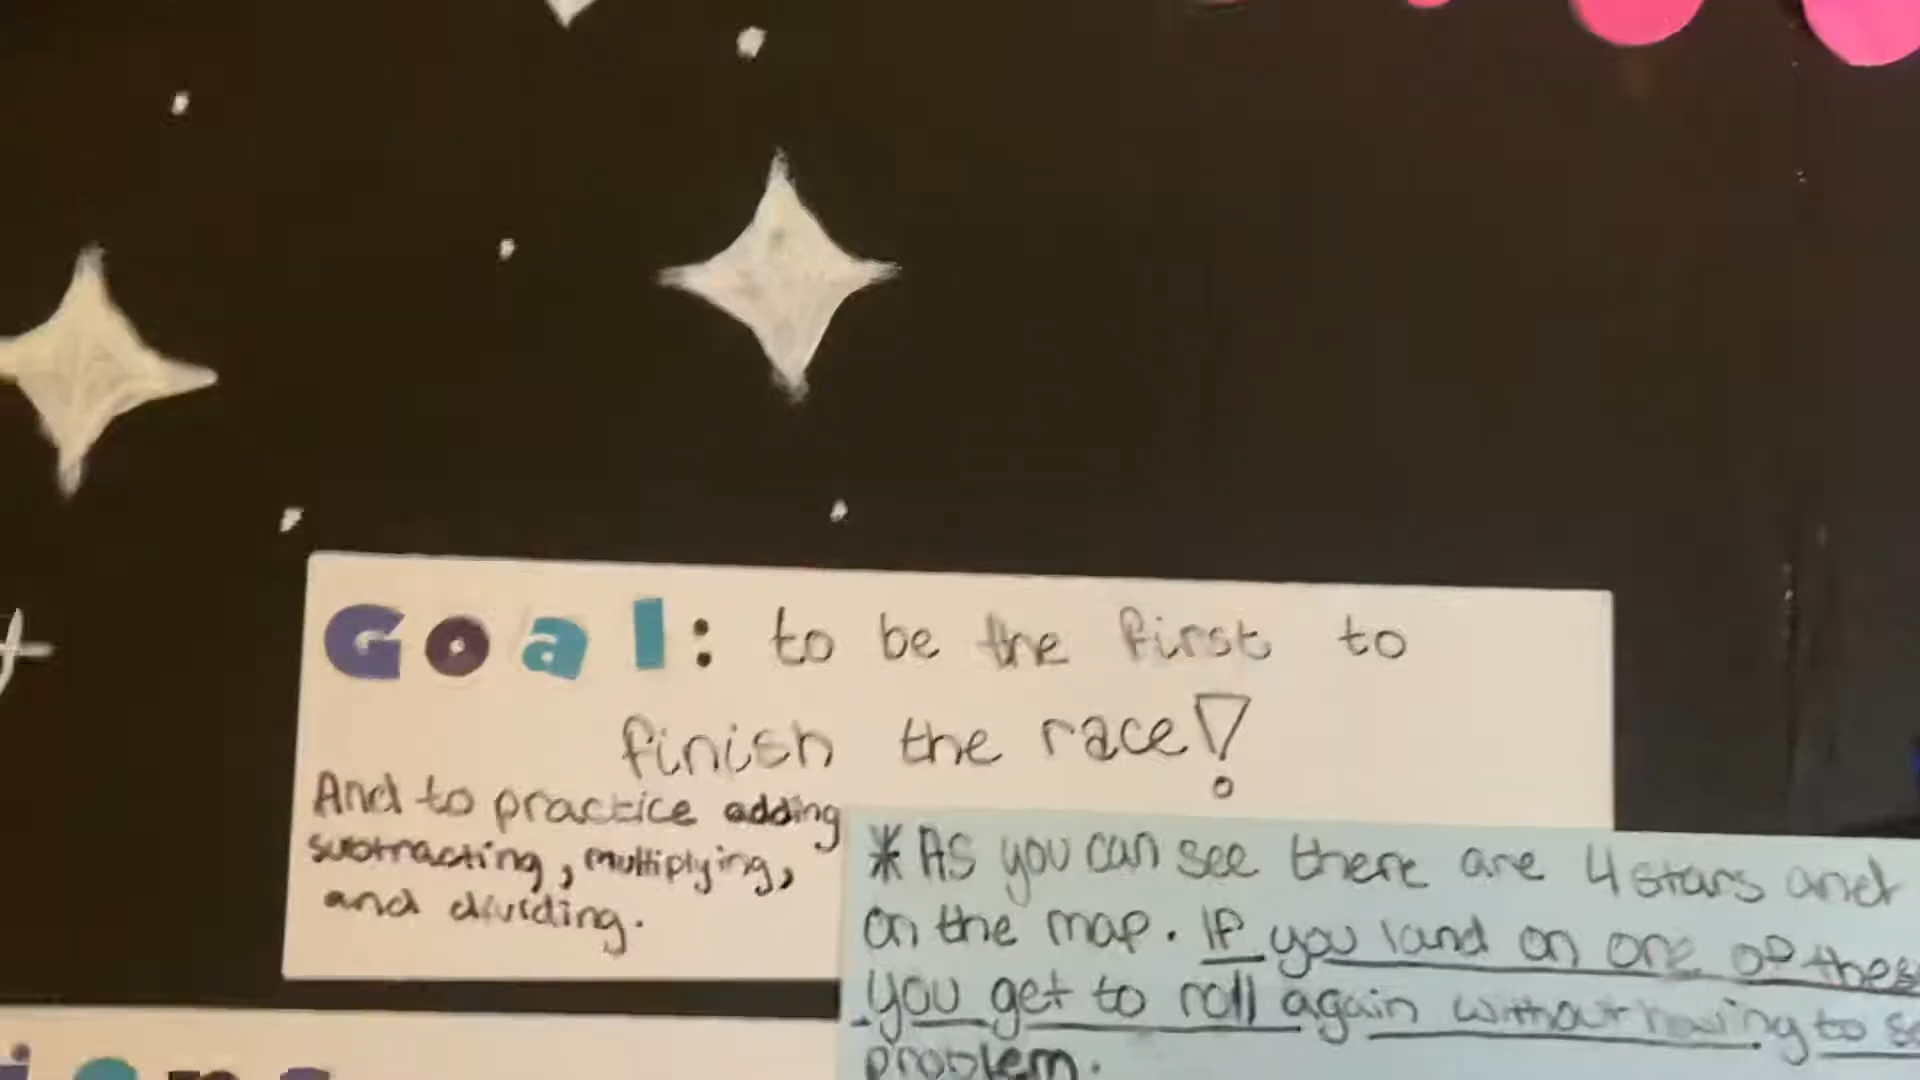 Goal: to be the first to
finish the race!
And to practice adding
subtracting, multiplying,
and dividing.
*As you can see there are 4 stars and
on the map. If you land on one of these
you get to roll again without having to
problem.